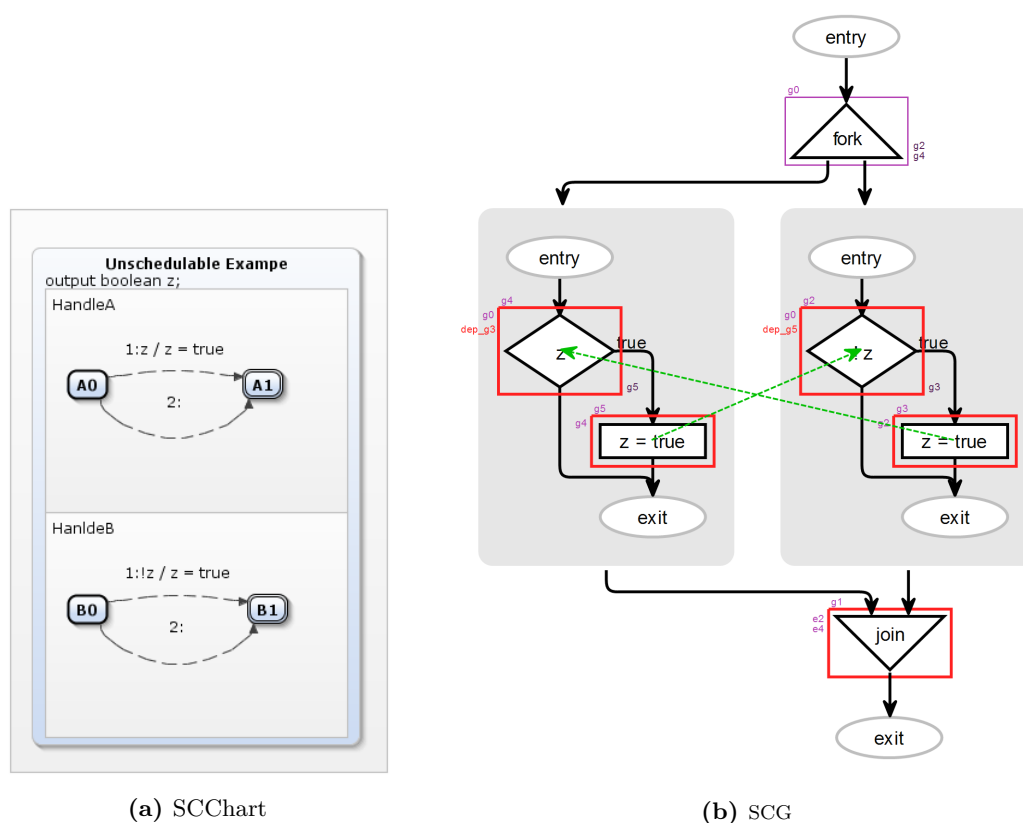 Unschedulable Exampe
output boolean z;
HandleA
1:z / z = true
A0
A1
2:
HanldeB
1:!z / z = true
B0
B1
2:
(a) SCChart
entry
g0
fork
g2
g4
entry
g4
g0
dep_g3
z
true
g5
g5
g4
z = true
exit
entry
g2
g0
dep_g5
! z
true
g3
g3
g2
z = true
exit
g1
e2
e4
join
exit
(b) SCG